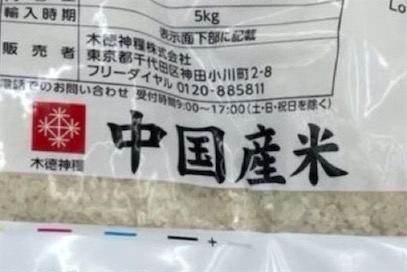 5kg
輸入時期 表示面下部に記載
販売者 木徳神糧株式会社
東京都千代田区神田小川町2-8
フリーダイヤル 0120-885811
電話でのお問い合わせ 受付時間9:00~17:00(土・日・祝日を除く)
中国産米
木徳神糧
Lo